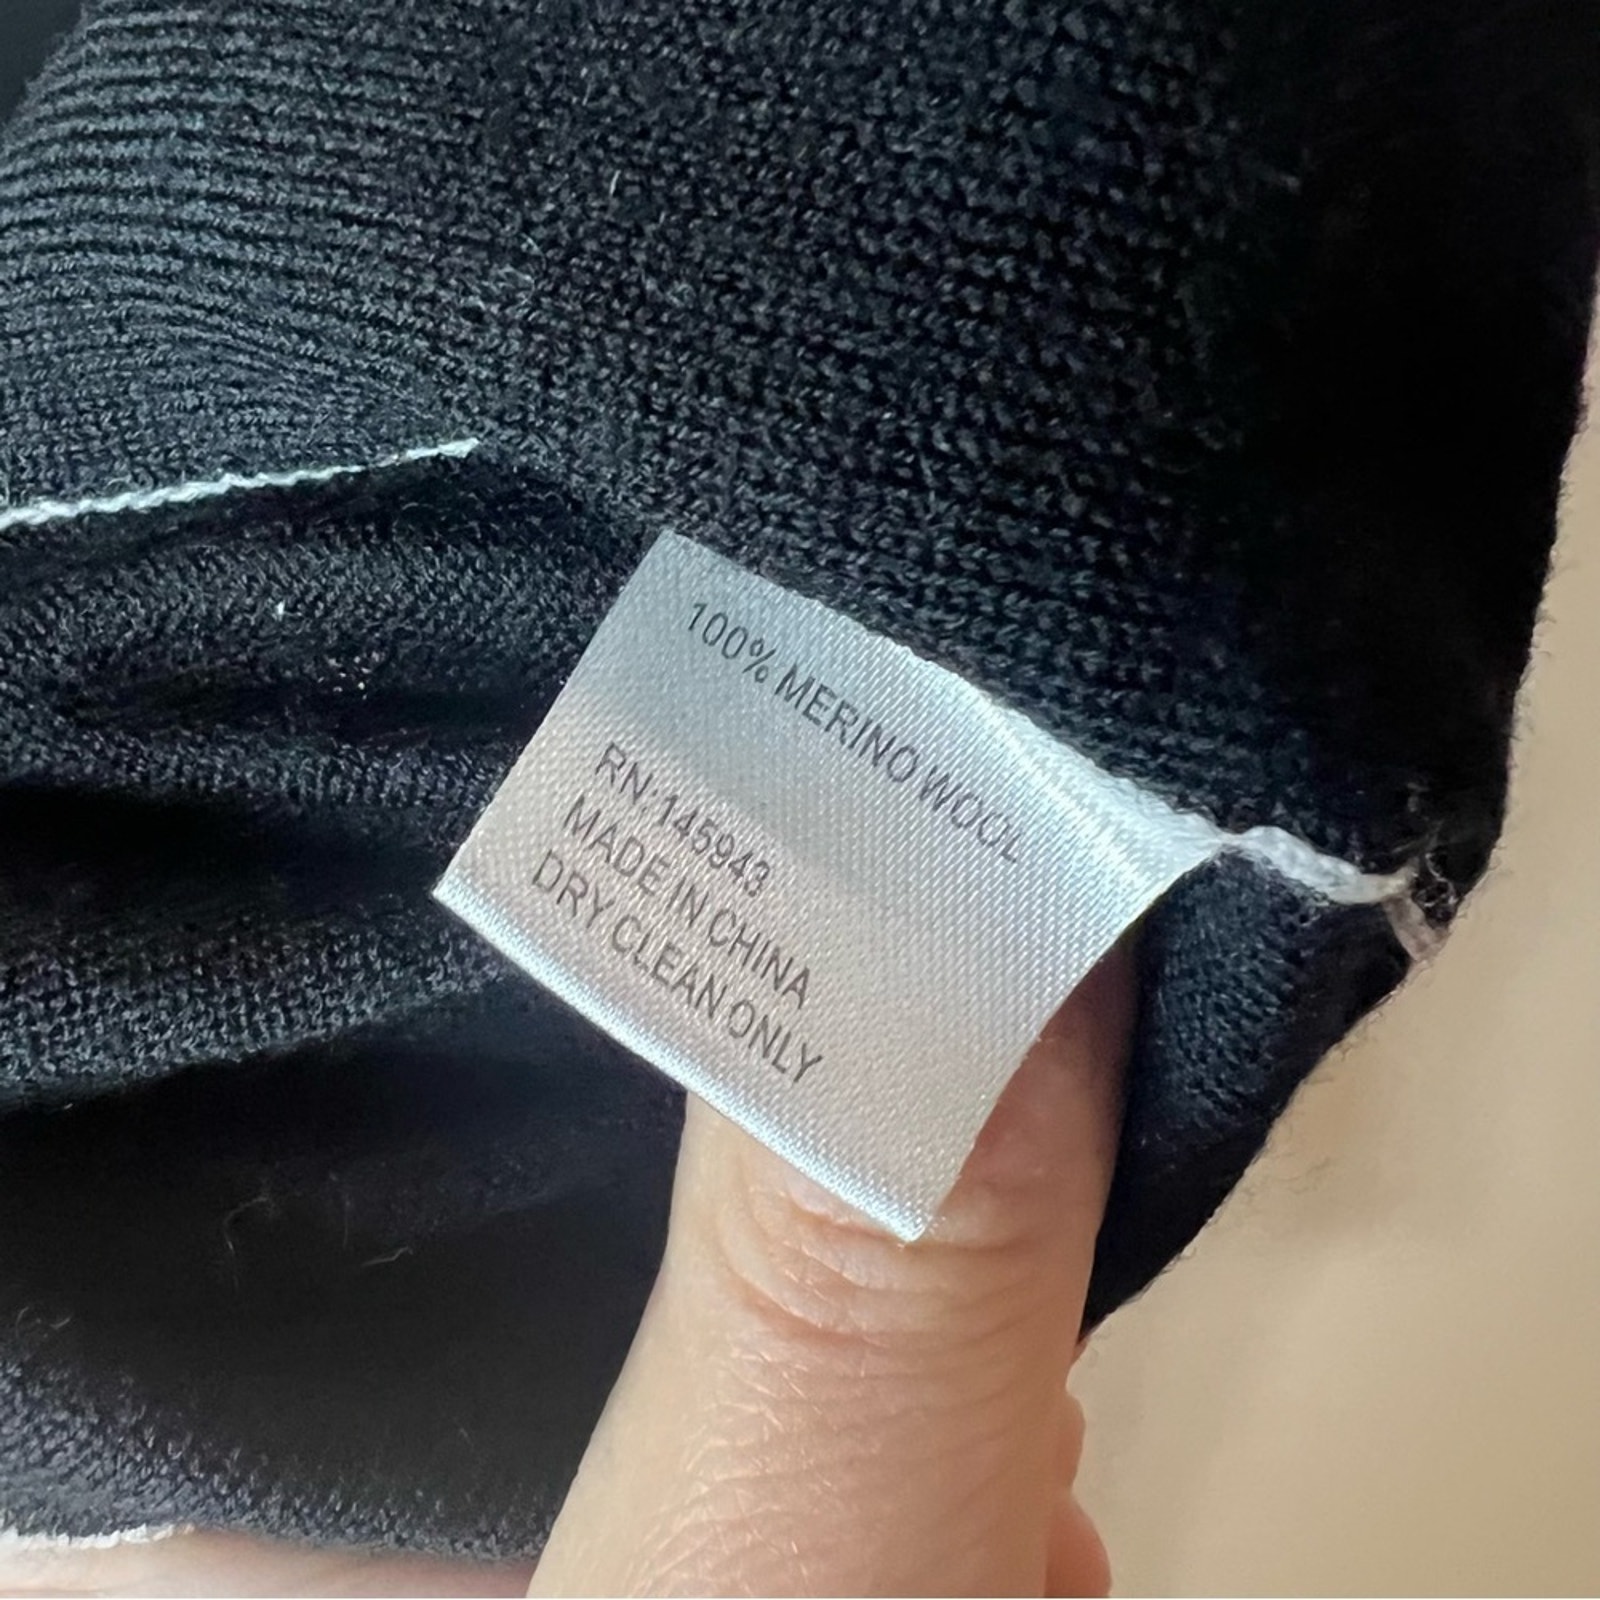 100% MERINO WOOL
RN:145943
MADE IN CHINA
DRY CLEAN ONLY